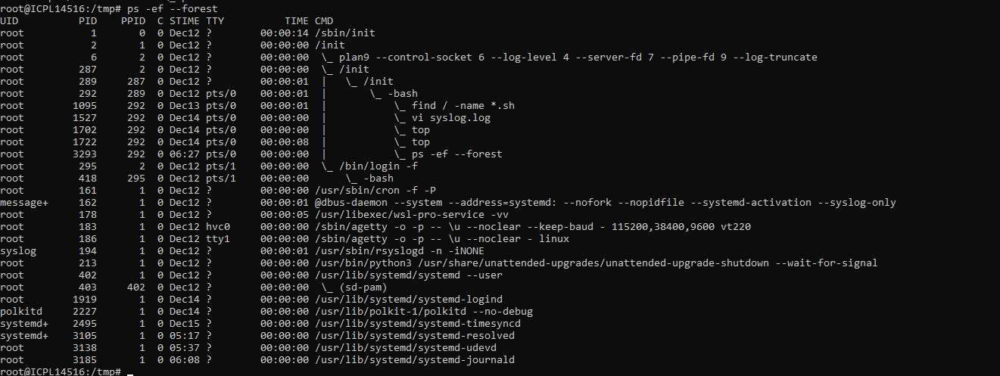 root@ICPL14516:/tmp# ps -ef --forest
UID          PID    PPID  C STIME TTY          TIME CMD
root           1       0  0 Dec12 ?        00:00:14 /sbin/init
root           2       1  0 Dec12 ?        00:00:00 /init
root           6       2  0 Dec12 ?        00:00:00  \_ plan9 --control-socket 6 --log-level 4 --server-fd 7 --pipe-fd 9 --log-truncate
root         287       2  0 Dec12 ?        00:00:00  \_ /init
root         289     287  0 Dec12 ?        00:00:01  |   \_ /init
root         292     289  0 Dec12 pts/0    00:00:01  |       \_ -bash
root        1095     292  0 Dec13 pts/0    00:00:01  |           \_ find / -name *.sh
root        1527     292  0 Dec14 pts/0    00:00:00  |           \_ vi syslog.log
root        1702     292  0 Dec14 pts/0    00:00:00  |           \_ top
root        1722     292  0 Dec14 pts/0    00:00:08  |           \_ top
root        3293     292  0 06:27 pts/0    00:00:00  |           \_ ps -ef --forest
root         295       2  0 Dec12 pts/1    00:00:00  \_ /bin/login -f
root         418     295  0 Dec12 pts/1    00:00:00      \_ -bash
root         161       1  0 Dec12 ?        00:00:00 /usr/sbin/cron -f -P
message+     162       1  0 Dec12 ?        00:00:01 @dbus-daemon --system --address=systemd: --nofork --nopidfile --systemd-activation --syslog-only
root         178       1  0 Dec12 ?        00:00:05 /usr/libexec/wsl-pro-service -vv
root         183       1  0 Dec12 hvc0     00:00:00 /sbin/agetty -o -p -- \u --noclear --keep-baud - 115200,38400,9600 vt220
root         186       1  0 Dec12 tty1     00:00:00 /sbin/agetty -o -p -- \u --noclear - linux
syslog       194       1  0 Dec12 ?        00:00:01 /usr/sbin/rsyslogd -n -iNONE
root         213       1  0 Dec12 ?        00:00:00 /usr/bin/python3 /usr/share/unattended-upgrades/unattended-upgrade-shutdown --wait-for-signal
root         402       1  0 Dec12 ?        00:00:00 /usr/lib/systemd/systemd --user
root         403     402  0 Dec12 ?        00:00:00  \_ (sd-pam)
root        1919       1  0 Dec14 ?        00:00:00 /usr/lib/systemd/systemd-logind
polkitd     2227       1  0 Dec14 ?        00:00:00 /usr/lib/polkit-1/polkitd --no-debug
systemd+    2495       1  0 Dec15 ?        00:00:00 /usr/lib/systemd/systemd-timesyncd
systemd+    3105       1  0 05:17 ?        00:00:00 /usr/lib/systemd/systemd-resolved
root        3138       1  0 05:37 ?        00:00:00 /usr/lib/systemd/systemd-udevd
root        3185       1  0 06:08 ?        00:00:00 /usr/lib/systemd/systemd-journald
root@ICPL14516:/tmp# _